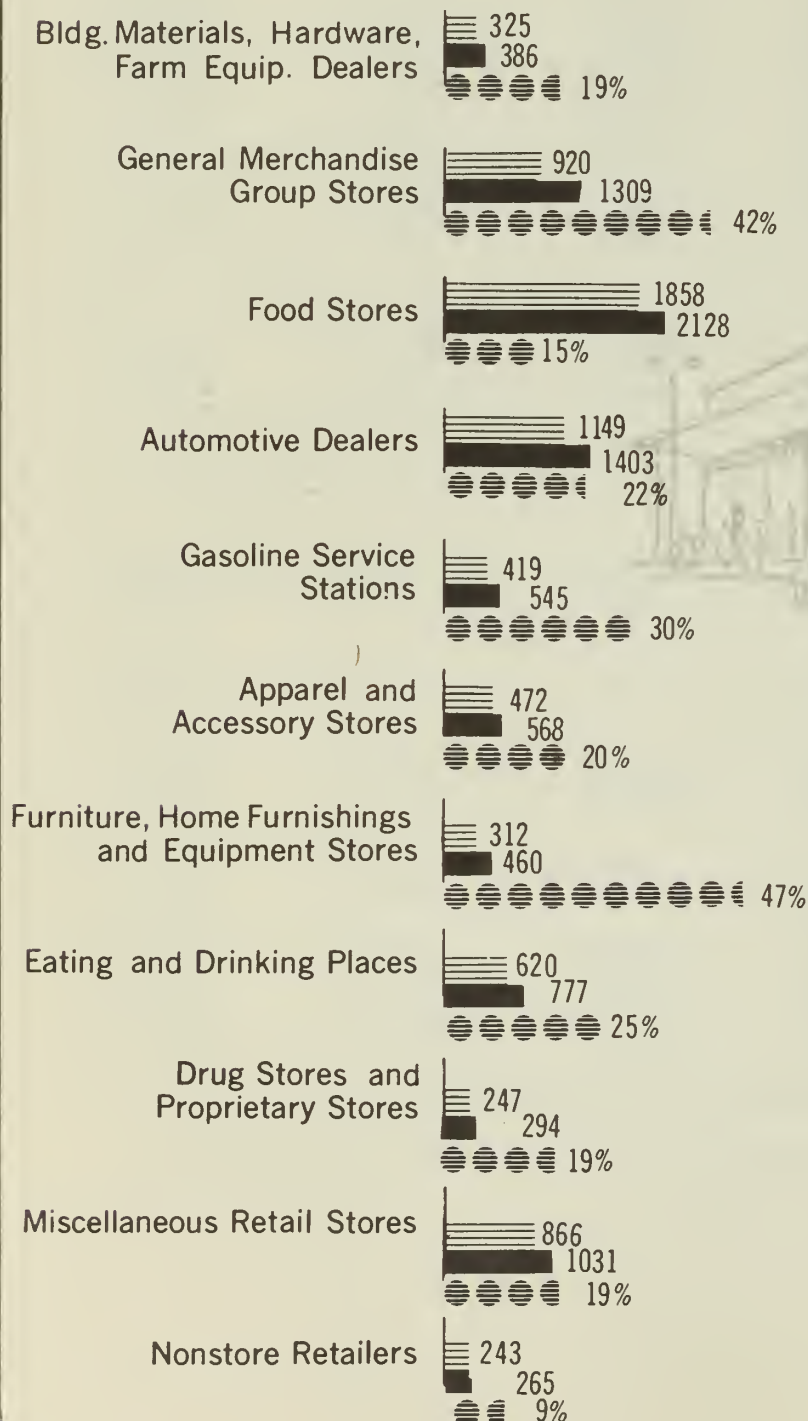 Bldg. Materials, Hardware,
Farm Equip. Dealers
325
386
19%
General Merchandise
Group Stores
920
1309
42%
Food Stores
1858
2128
15%
Automotive Dealers
1149
1403
22%
Gasoline Service
Stations
419
545
30%
Apparel and
Accessory Stores
472
568
20%
Furniture, Home Furnishings
and Equipment Stores
312
460
47%
Eating and Drinking Places
620
777
25%
Drug Stores and
Proprietary Stores
247
294
19%
Miscellaneous Retail Stores
866
1031
19%
Nonstore Retailers
243
265
9%